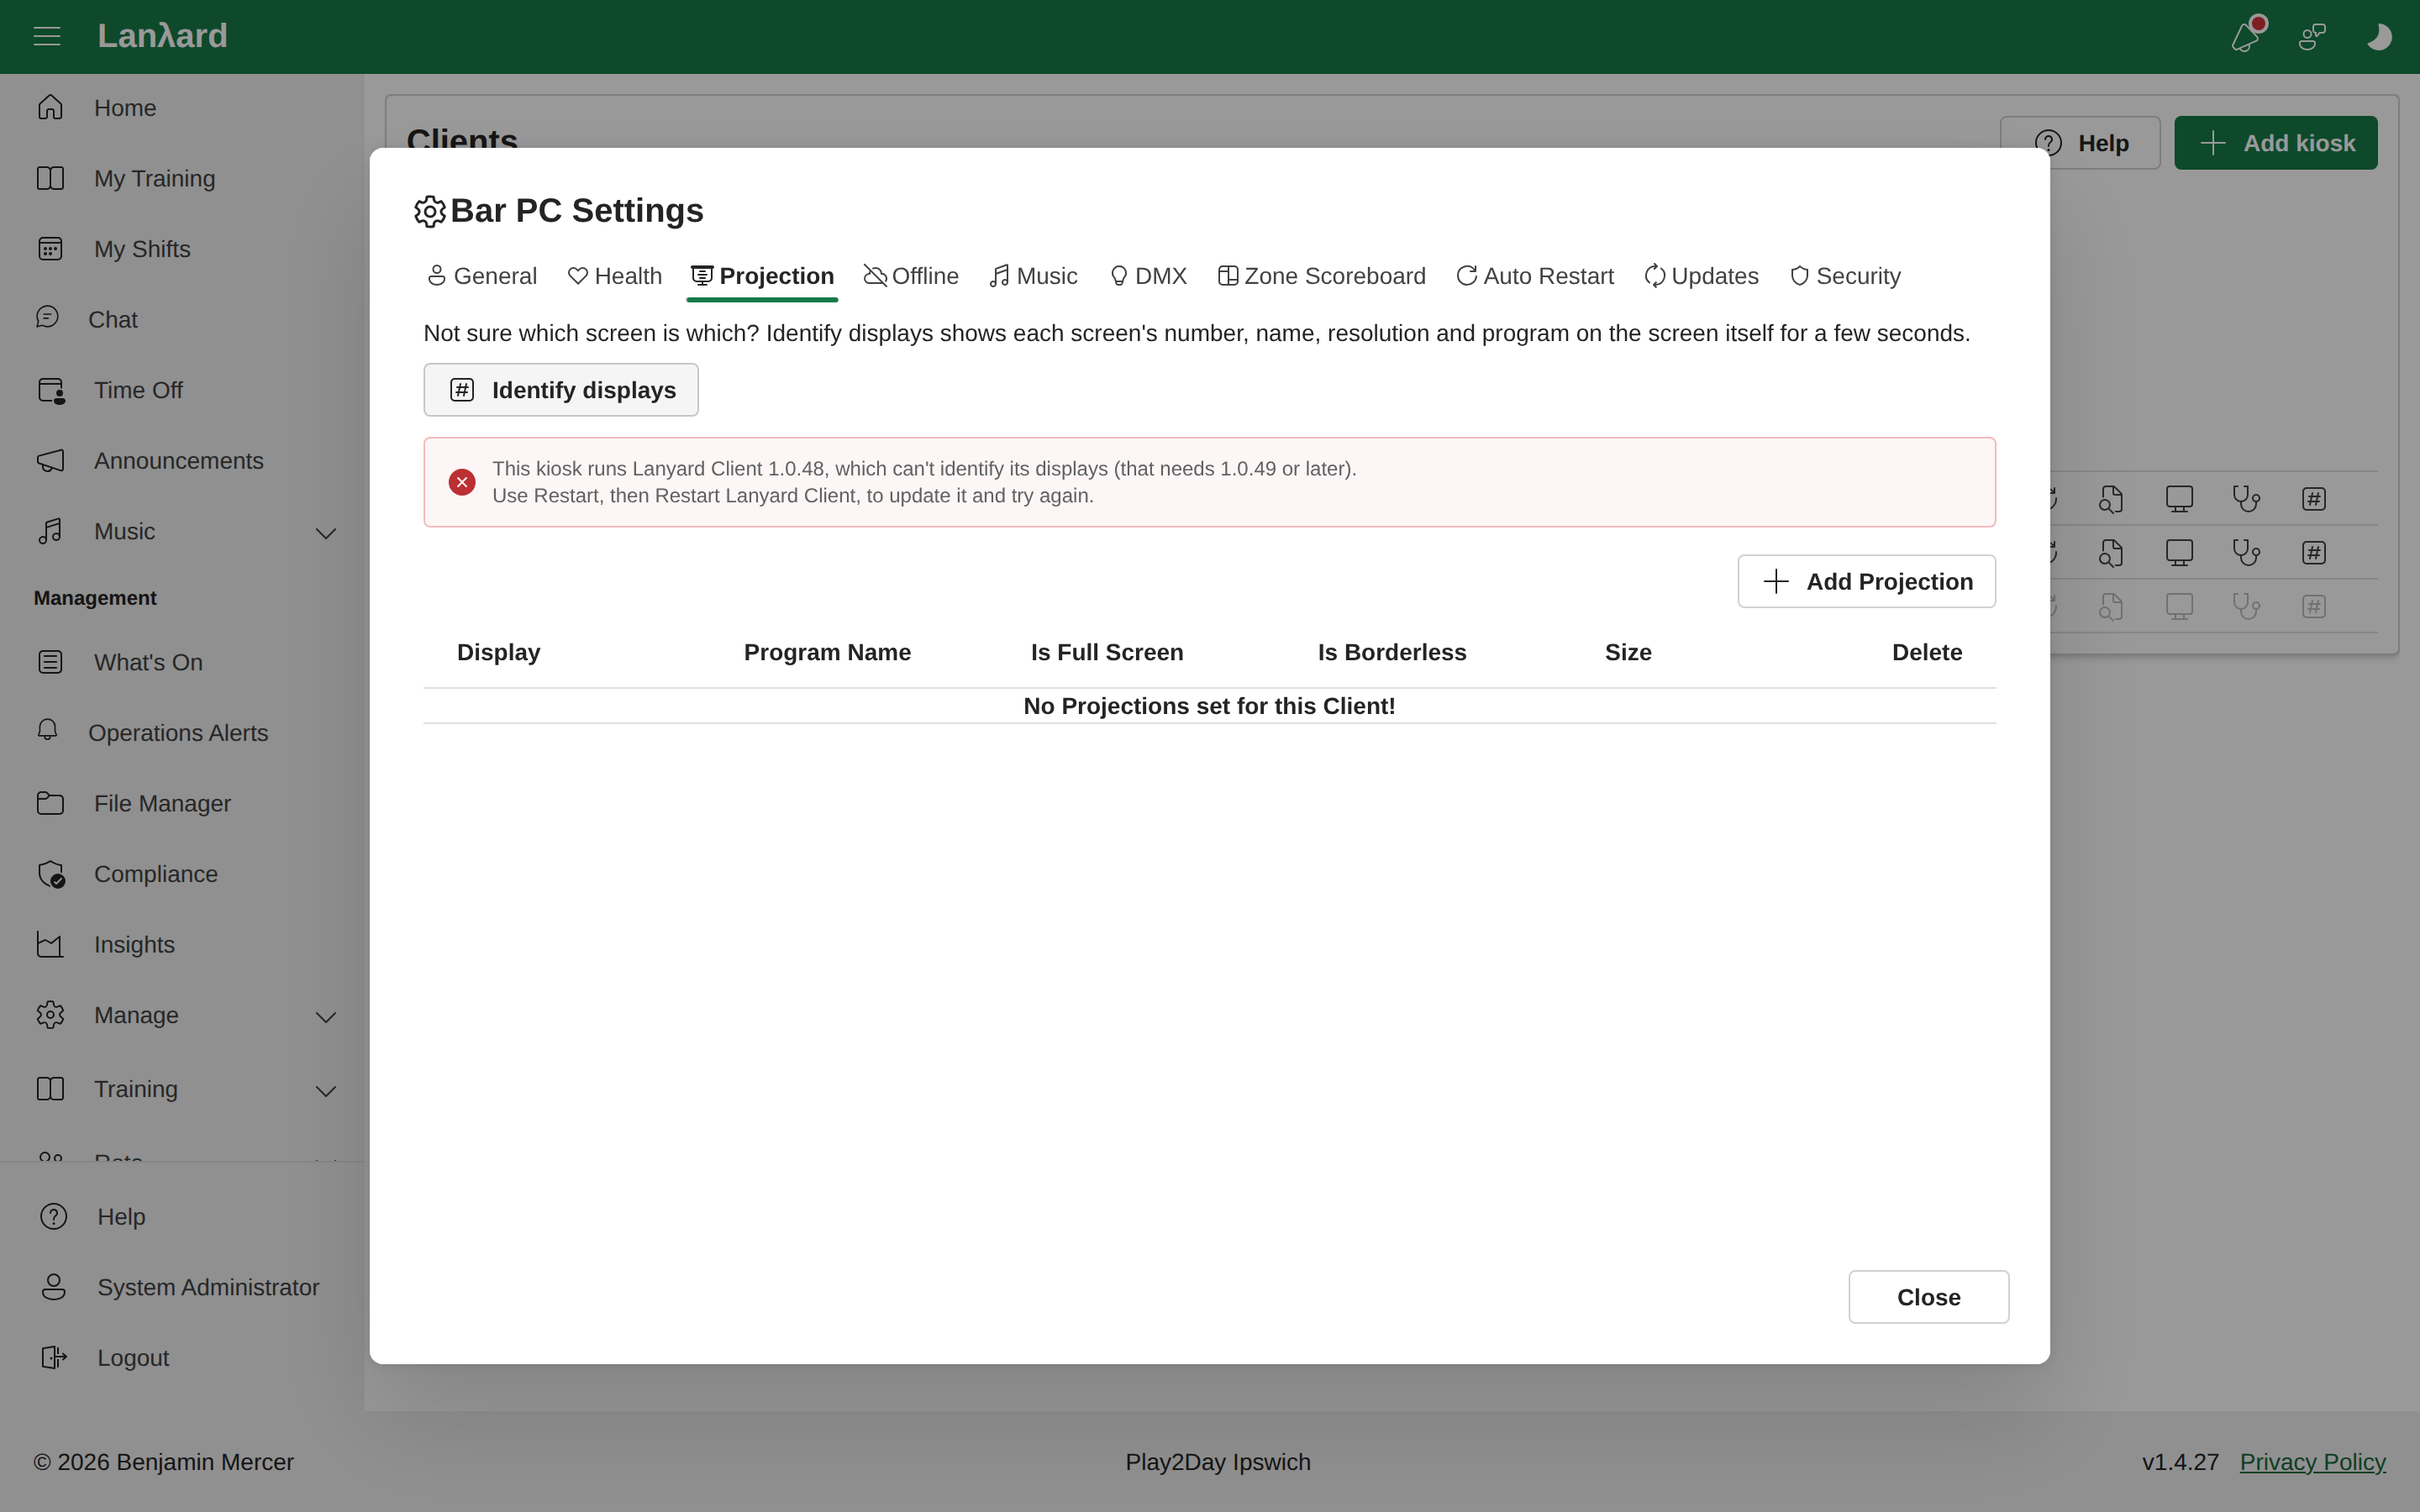 Lanλard
Home
My Training
My Shifts
Chat
Time Off
Announcements
Music
Management
What's On
Operations Alerts
File Manager
Compliance
Insights
Manage
Training
Rota
Help
System Administrator
Logout
Clients
Help
Add kiosk
Bar PC Settings
General
Health
Projection
Offline
Music
DMX
Zone Scoreboard
Auto Restart
Updates
Security
Not sure which screen is which? Identify displays shows each screen's number, name, resolution and program on the screen itself for a few seconds.
Identify displays
This kiosk runs Lanyard Client 1.0.48, which can't identify its displays (that needs 1.0.49 or later).
Use Restart, then Restart Lanyard Client, to update it and try again.
Add Projection
Display Program Name Is Full Screen Is Borderless Size Delete
No Projections set for this Client!
Close
© 2026 Benjamin Mercer
Play2Day Ipswich
v1.4.27 Privacy Policy